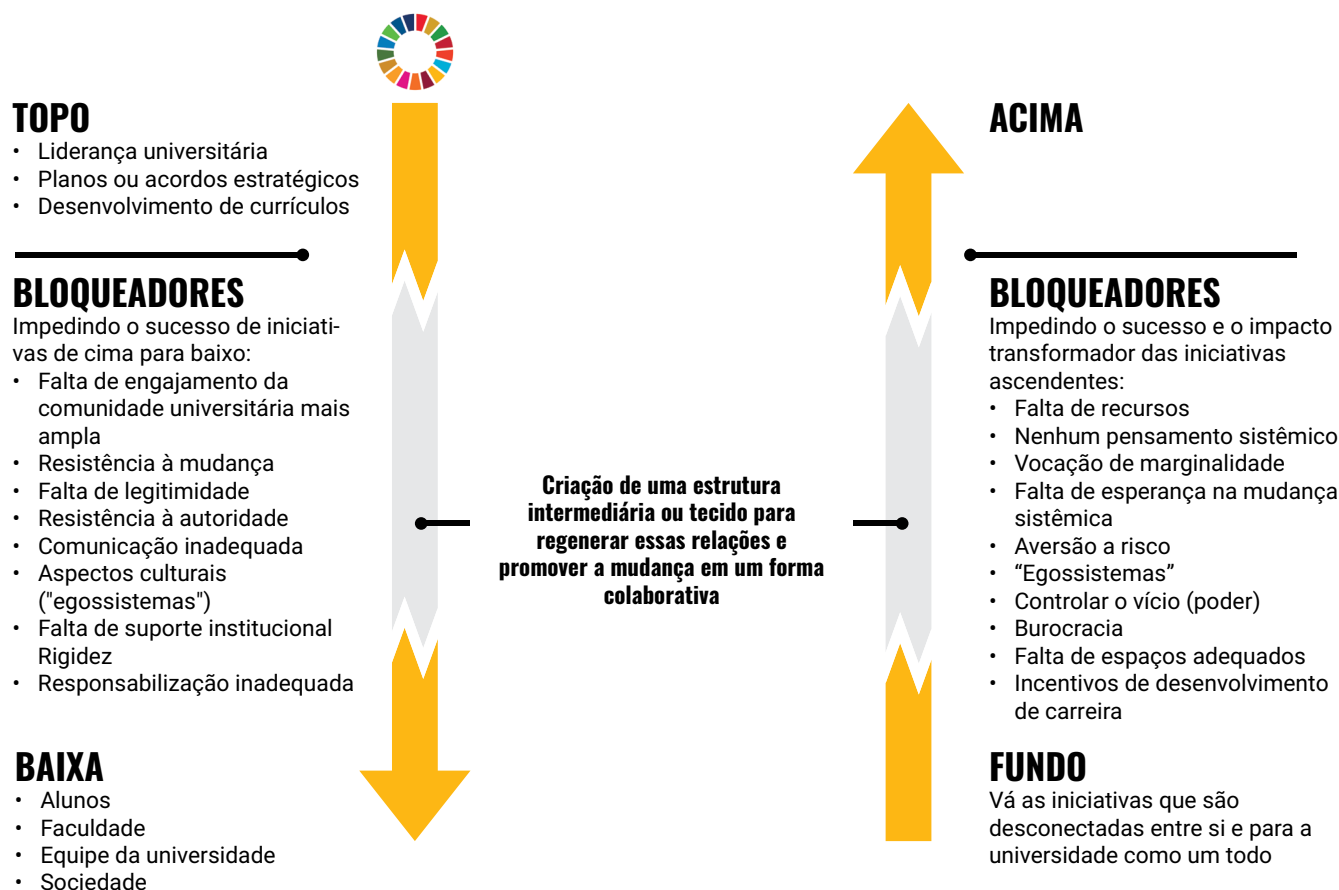 TOPO
• Liderança universitária
• Planos ou acordos estratégicos
• Desenvolvimento de currículos
BLOQUEADORES
Impedindo o sucesso de iniciati-
vas de cima para baixo:
• Falta de engajamento da
comunidade universitária mais
ampla
• Resistência à mudança
• Falta de legitimidade
• Resistência à autoridade
• Comunicação inadequada
• Aspectos culturais
("egossistemas")
• Falta de suporte institucional
Rigidez
• Responsabilização inadequada
BAIXA
• Alunos
• Faculdade
• Equipe da universidade
• Sociedade
Criação de uma estrutura
intermediária ou tecido para
regenerar essas relações e
promover a mudança em um forma
colaborativa
ACIMA
BLOQUEADORES
Impedindo o sucesso e o impacto
transformador das iniciativas
ascendentes:
• Falta de recursos
• Nenhum pensamento sistêmico
• Vocação de marginalidade
• Falta de esperança na mudança
sistêmica
• Aversão a risco
• “Egossistemas”
• Controlar o vício (poder)
• Burocracia
• Falta de espaços adequados
• Incentivos de desenvolvimento
de carreira
FUNDO
Vá as iniciativas que são
desconectadas entre si e para a
universidade como um todo